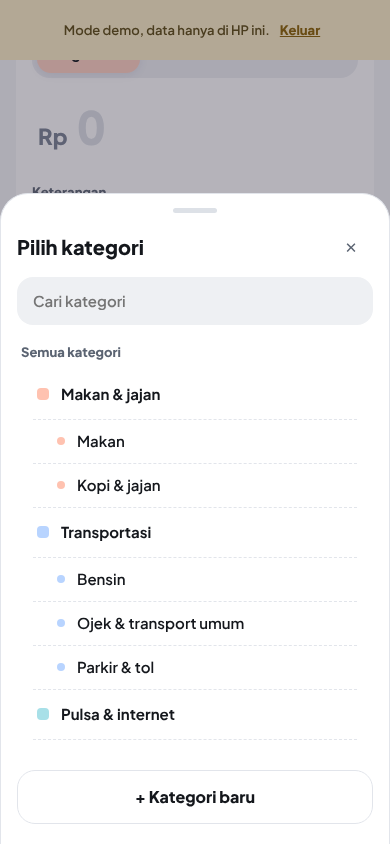 Mode demo, data hanya di HP ini. Keluar
Rp 0
Keterangan
Pilih kategori
×
Cari kategori
Semua kategori
Makan & jajan
Makan
Kopi & jajan
Transportasi
Bensin
Ojek & transport umum
Parkir & tol
Pulsa & internet
+ Kategori baru